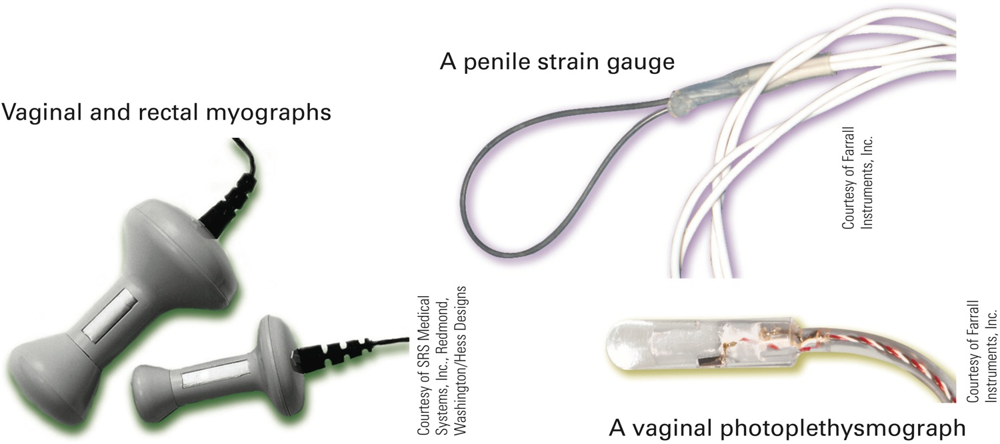 A penile strain gauge
Vaginal and rectal myographs
Courtesy of Farrall
Instruments, Inc.
Courtesy of SRS Medical
Systems, Inc., Redmond,
Washington/Hess Designs
Courtesy of Farrall
Instruments, Inc.
A vaginal photoplethysmograph